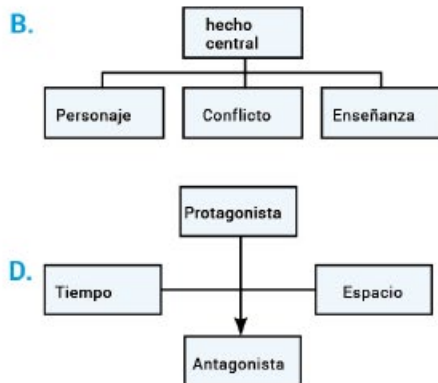 B.
hecho
central
Personaje
Conflicto
Enseñanza
D.
Protagonista
Tiempo
Espacio
Antagonista